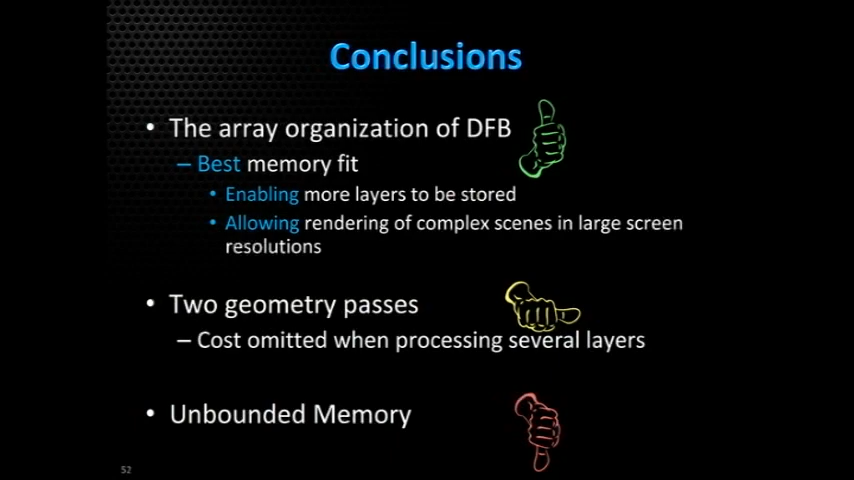 Conclusions
• The array organization of DFB
– Best memory fit
• Enabling more layers to be stored
• Allowing rendering of complex scenes in large screen
resolutions
• Two geometry passes
– Cost omitted when processing several layers
• Unbounded Memory
52